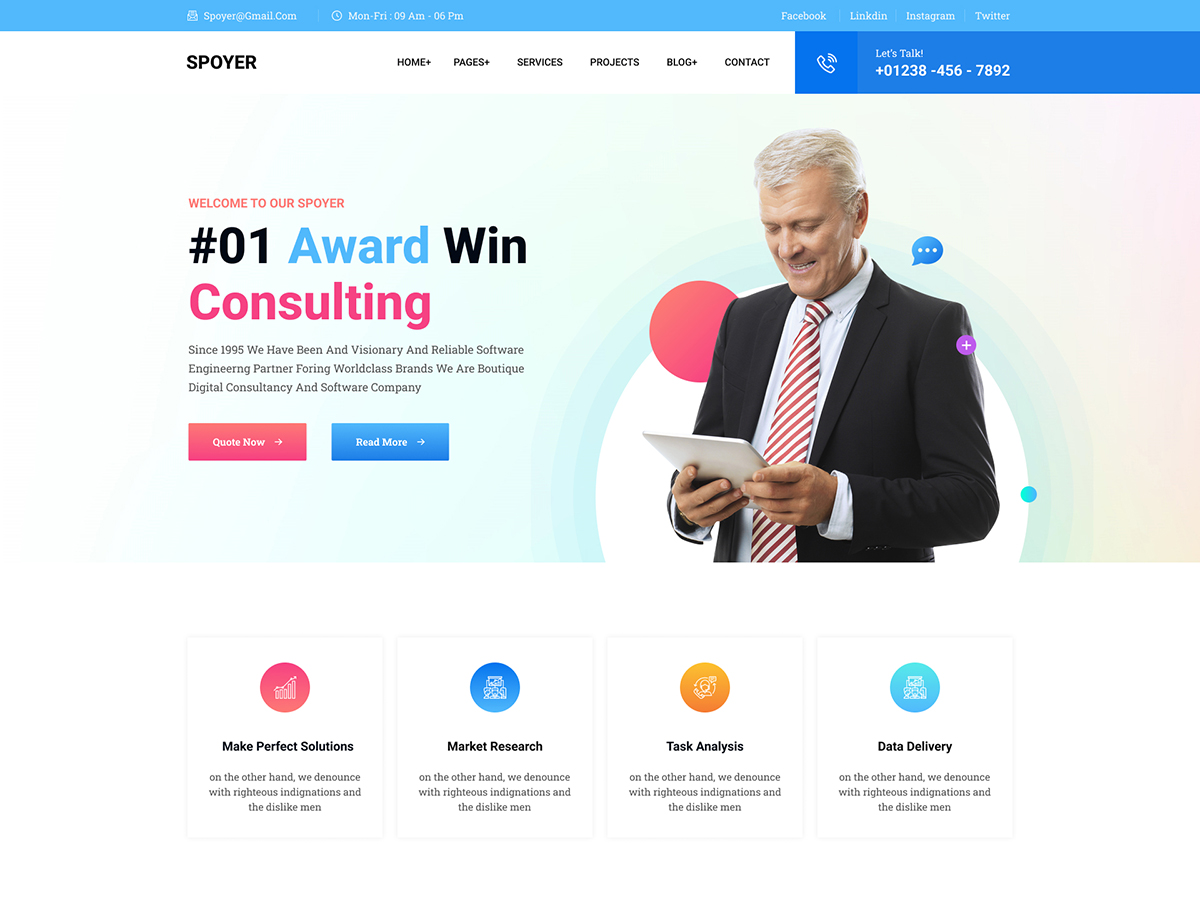 Spoyer@Gmail.Com
Mon-Fri : 09 Am - 06 Pm
Facebook
Linkdin
Instagram
Twitter
SPOYER
HOME+
PAGES+
SERVICES
PROJECTS
BLOG+
CONTACT
Let's Talk!
+01238 -456 - 7892
WELCOME TO OUR SPOYER
#01 Award Win
Consulting
Since 1995 We Have Been And Visionary And Reliable Software
Engineerng Partner Foring Worldclass Brands We Are Boutique
Digital Consultancy And Software Company
Quote Now
Read More
Make Perfect Solutions
on the other hand, we denounce
with righteous indignations and
the dislike men
Market Research
on the other hand, we denounce
with righteous indignations and
the dislike men
Task Analysis
on the other hand, we denounce
with righteous indignations and
the dislike men
Data Delivery
on the other hand, we denounce
with righteous indignations and
the dislike men